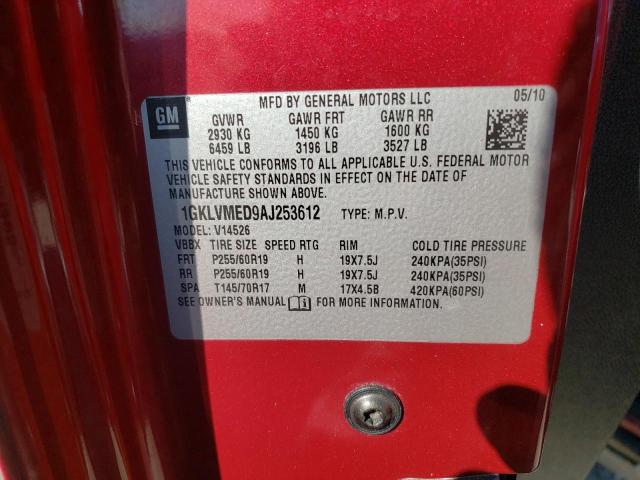 MFD BY GENERAL MOTORS LLC 05/10
GM
GVWR GAWR FRT GAWR RR
2930 KG 1450 KG 1600 KG
6459 LB 3196 LB 3527 LB
THIS VEHICLE CONFORMS TO ALL APPLICABLE U.S. FEDERAL MOTOR
VEHICLE SAFETY STANDARDS IN EFFECT ON THE DATE OF
MANUFACTURE SHOWN ABOVE.
1GKLVMED9AJ253612 TYPE: M.P.V.
MODEL: V14526
VBBX TIRE SIZE SPEED RTG RIM COLD TIRE PRESSURE
FRT P255/60R19 H 19X7.5J 240KPA(35PSI)
RR P255/60R19 H 19X7.5J 240KPA(35PSI)
SPA T145/70R17 M 17X4.5B 420KPA(60PSI)
SEE OWNER'S MANUAL FOR MORE INFORMATION.